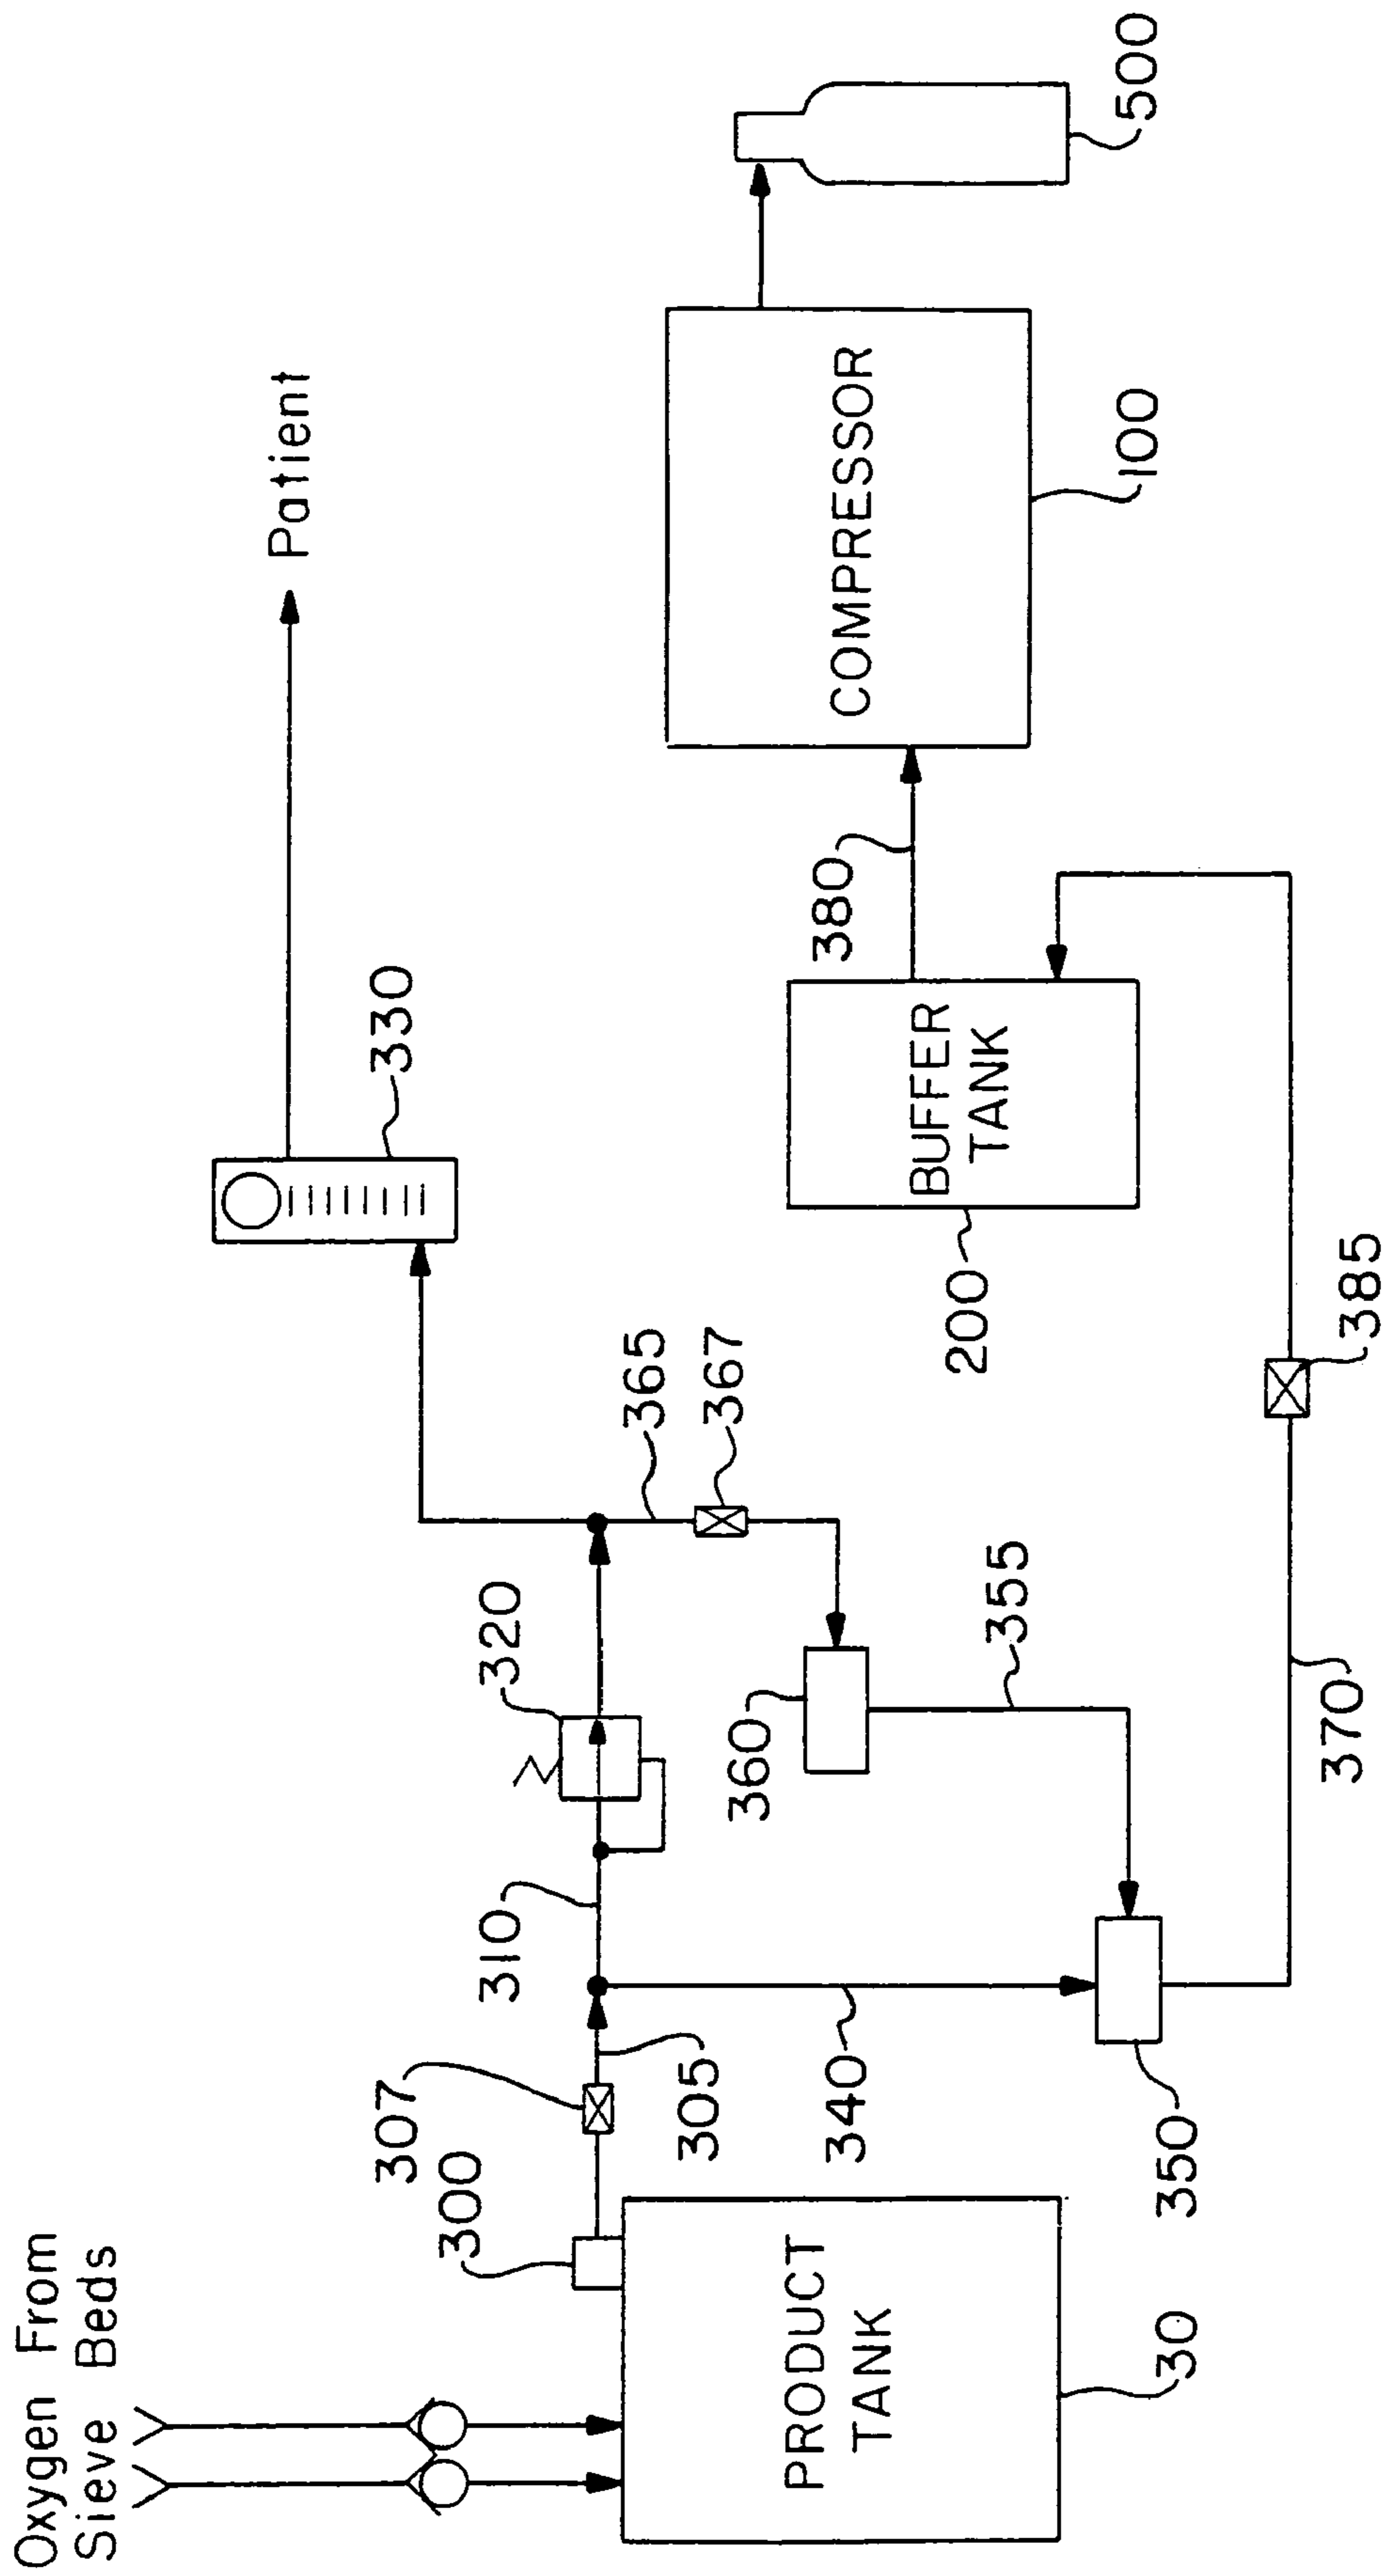 Oxygen From
Sieve Beds
PRODUCT
TANK
30
300
307
305
310
340
350
320
360
355
365
367
370
385
330
Patient
BUFFER
TANK
200
380
COMPRESSOR
100
500